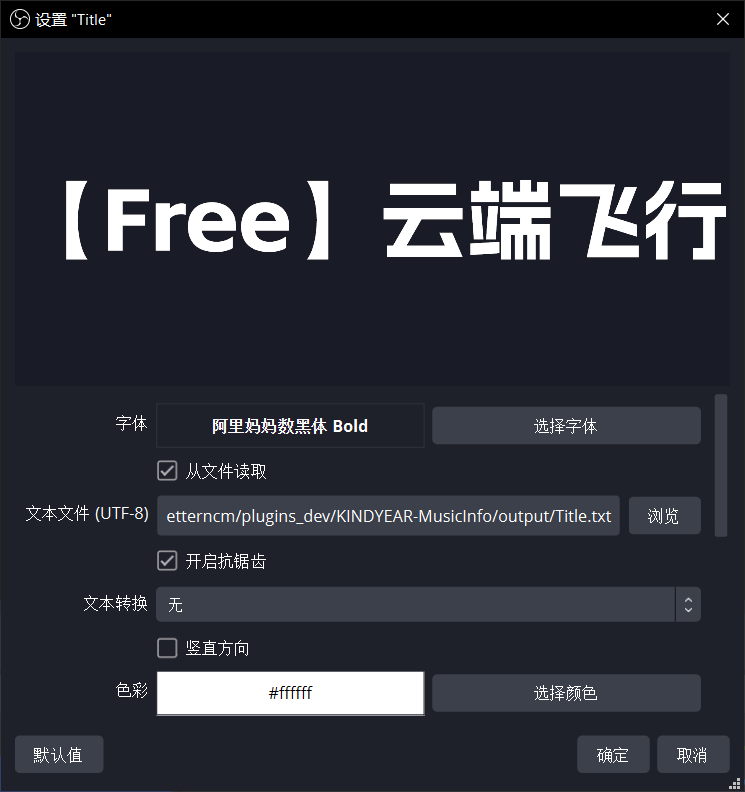 设置 "Title"
【Free】云端飞行
字体
阿里妈妈数黑体 Bold
选择字体
从文件读取
文本文件 (UTF-8)
etterncm/plugins_dev/KINDYEAR-MusicInfo/output/Title.txt
浏览
开启抗锯齿
文本转换
无
竖直方向
色彩
#ffffff
选择颜色
默认值
确定
取消